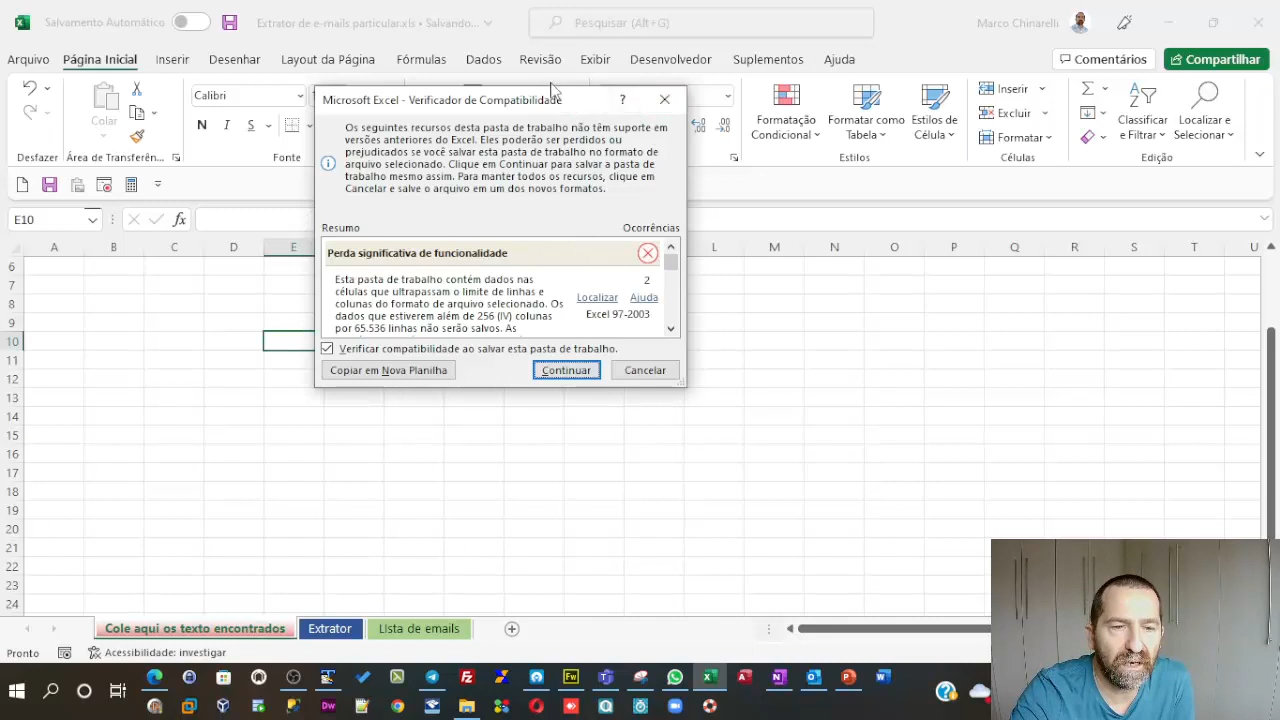 Salvamento Automático
Extrator de e-mails particular.xls • Salvando...
Pesquisar (Alt+G)
Marco Chinarelli
Arquivo
Página Inicial
Inserir
Desenhar
Layout da Página
Fórmulas
Dados
Revisão
Exibir
Desenvolvedor
Suplementos
Ajuda
Comentários
Compartilhar
Colar
Calibri
N I S
Formatação Condicional
Formatar como Tabela
Estilos de Célula
Inserir
Excluir
Formatar
Classificar e Filtrar
Localizar e Selecionar
Desfazer
Área de Transferên...
Fonte
Estilos
Células
Edição
E10
fx
Microsoft Excel - Verificador de Compatibilidade
?
Os seguintes recursos desta pasta de trabalho não têm suporte em
versões anteriores do Excel. Eles poderão ser perdidos ou
prejudicados se você salvar esta pasta de trabalho no formato de
arquivo selecionado. Clique em Continuar para salvar a pasta de
trabalho mesmo assim. Para manter todos os recursos, clique em
Cancelar e salve o arquivo em um dos novos formatos.
Resumo
Ocorrências
Perda significativa de funcionalidade
Esta pasta de trabalho contém dados nas
células que ultrapassam o limite de linhas e
colunas do formato de arquivo selecionado. Os
dados que estiverem além de 256 (IV) colunas
por 65.536 linhas não serão salvos. As
2
Localizar
Ajuda
Excel 97-2003
Verificar compatibilidade ao salvar esta pasta de trabalho.
Copiar em Nova Planilha
Continuar
Cancelar
A B C D E L M N O P Q R S T U
6
7
8
9
10
11
12
13
14
15
16
17
18
19
20
21
22
23
24
Cole aqui os texto encontrados
Extrator
Lista de emails
Pronto
Acessibilidade: investigar